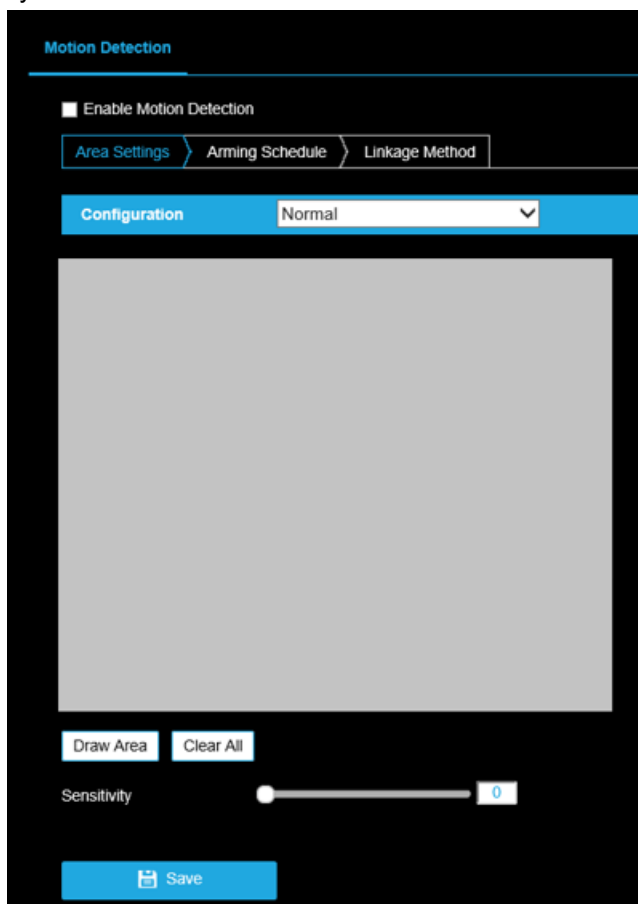 Motion Detection
Enable Motion Detection
Area Settings Arming Schedule Linkage Method
Configuration Normal
Draw Area Clear All
Sensitivity 0
Save